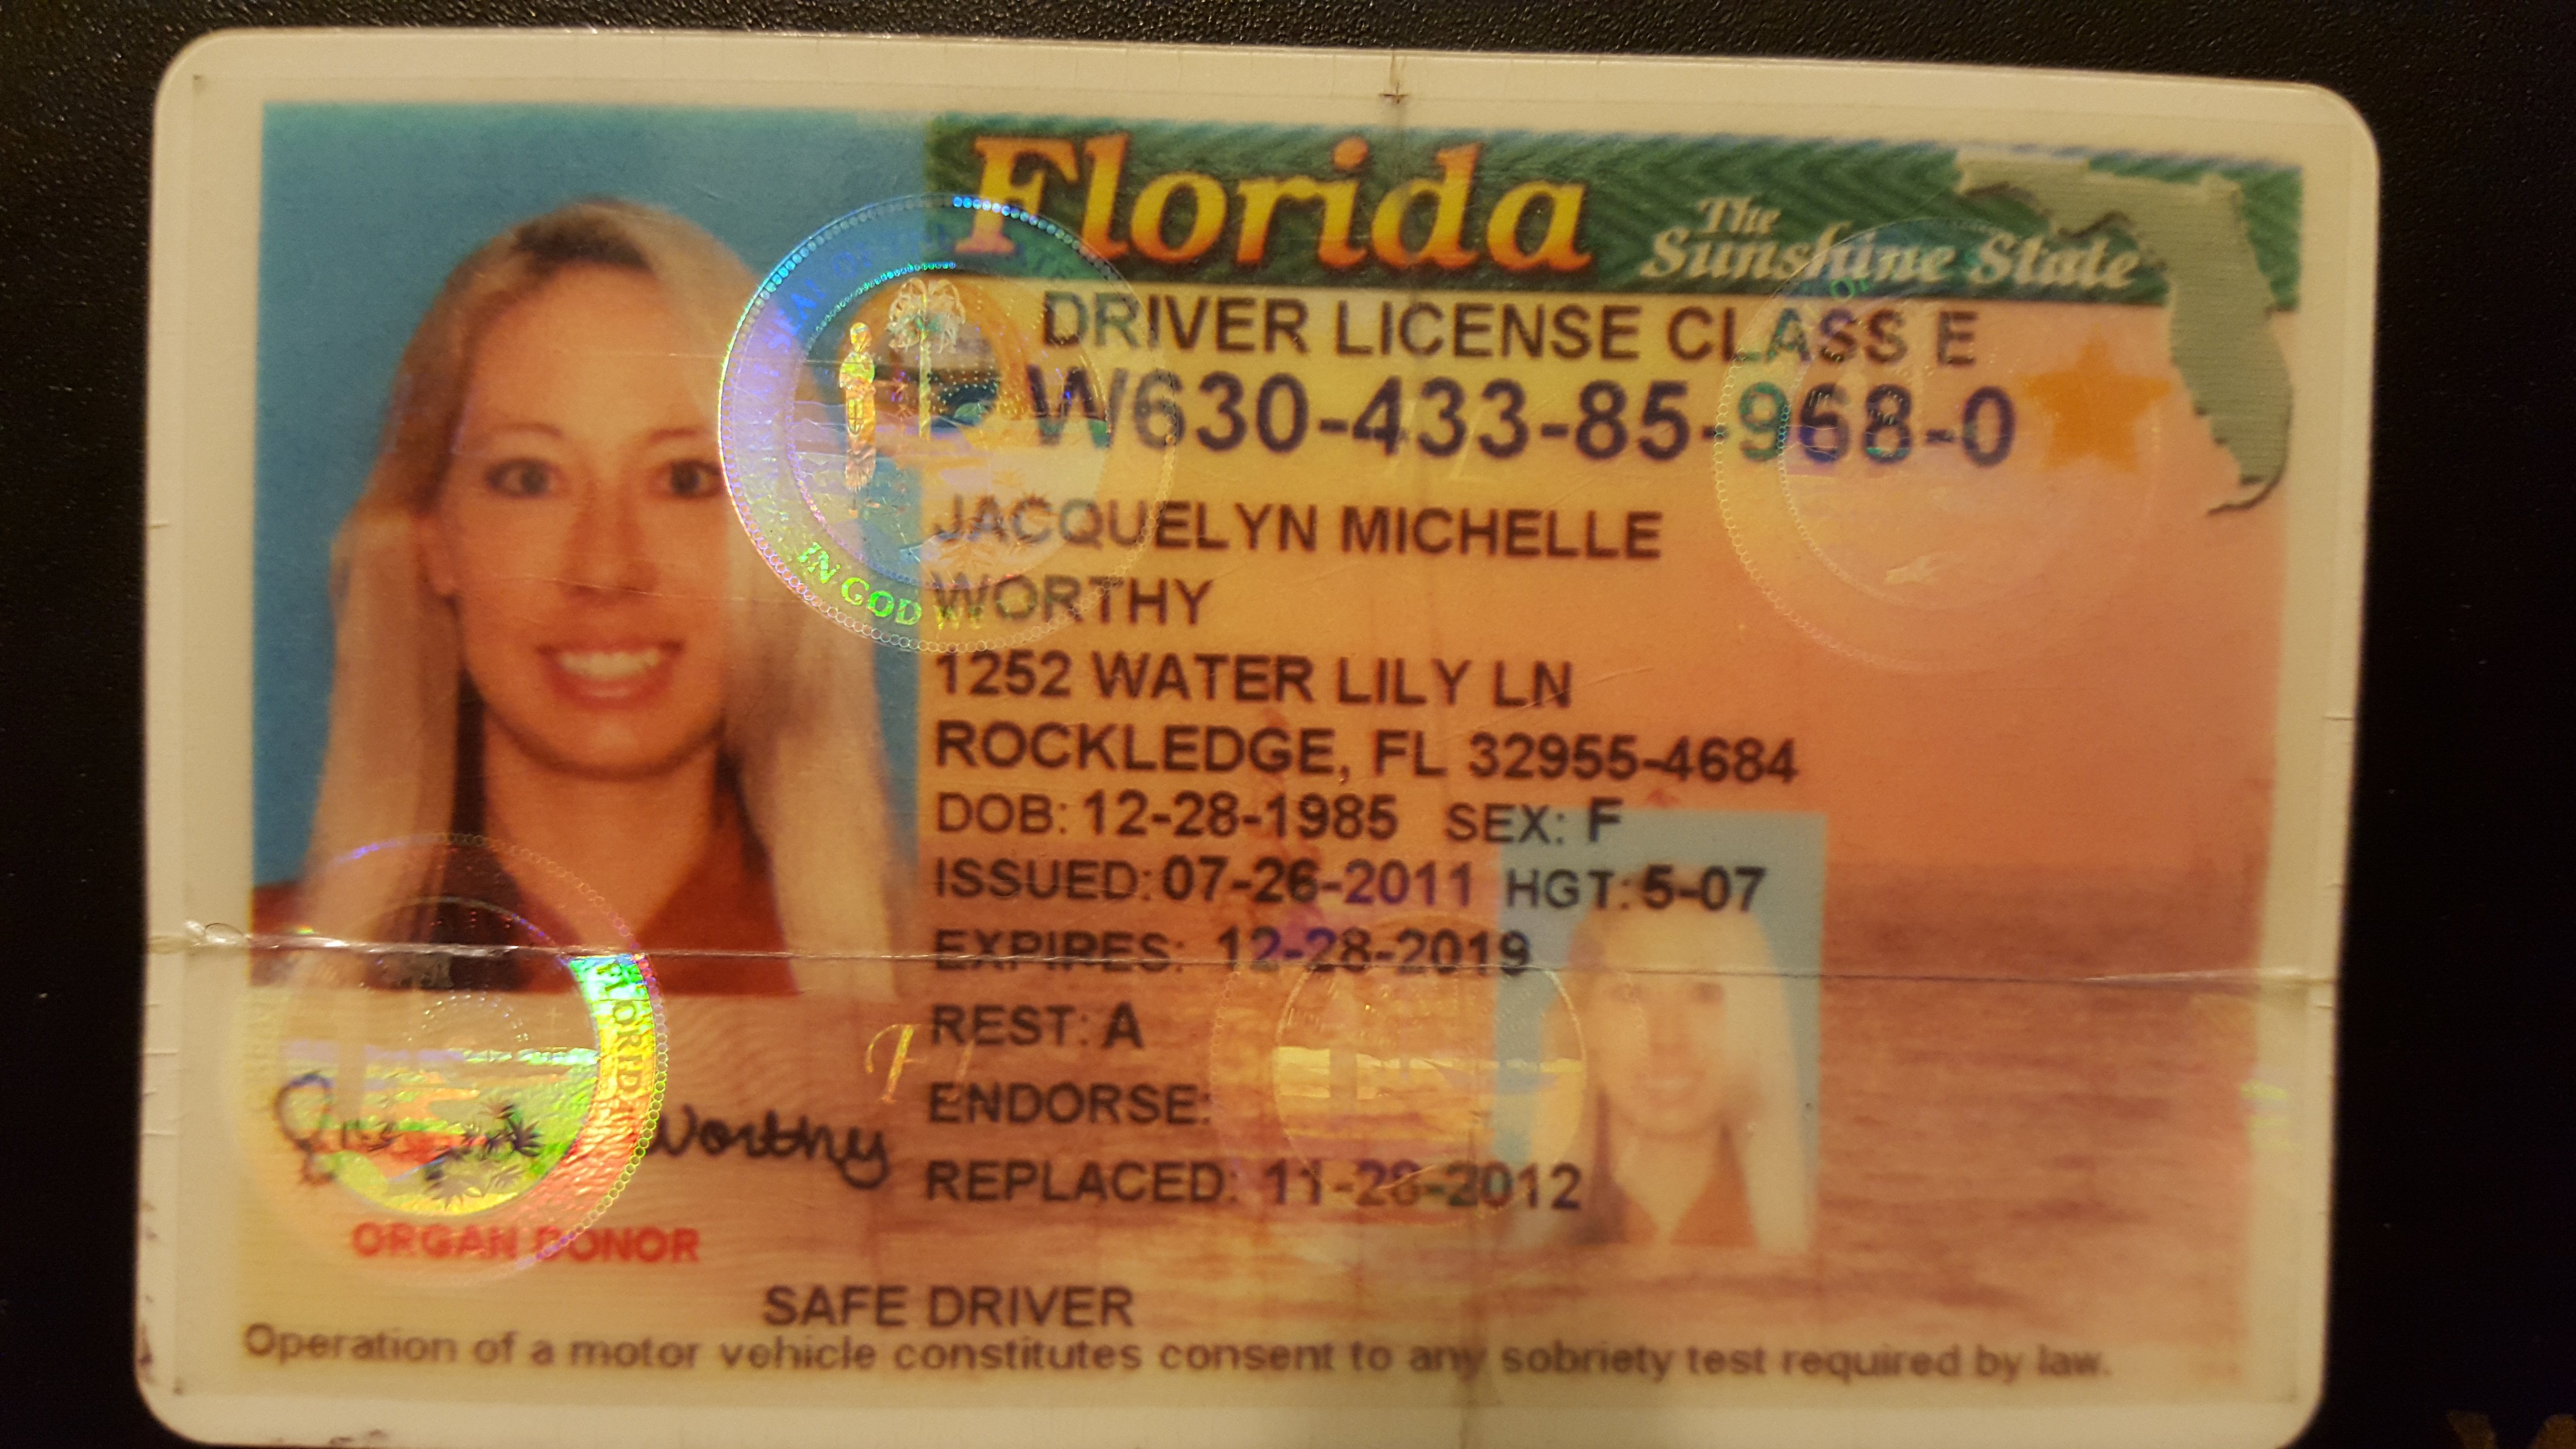 Florida
The
Sunshine State
DRIVER LICENSE CLASS E
W630-433-85-968-0
JACQUELYN MICHELLE
WORTHY
1252 WATER LILY LN
ROCKLEDGE, FL 32955-4684
DOB: 12-28-1985 SEX: F
ISSUED: 07-26-2011 HGT: 5-07
EXPIRES: 12-28-2019
REST: A
ENDORSE:
REPLACED: 11-28-2012
IN GOD
FLORIDA
Worthy
ORGAN DONOR
SAFE DRIVER
Operation of a motor vehicle constitutes consent to any sobriety test required by law.